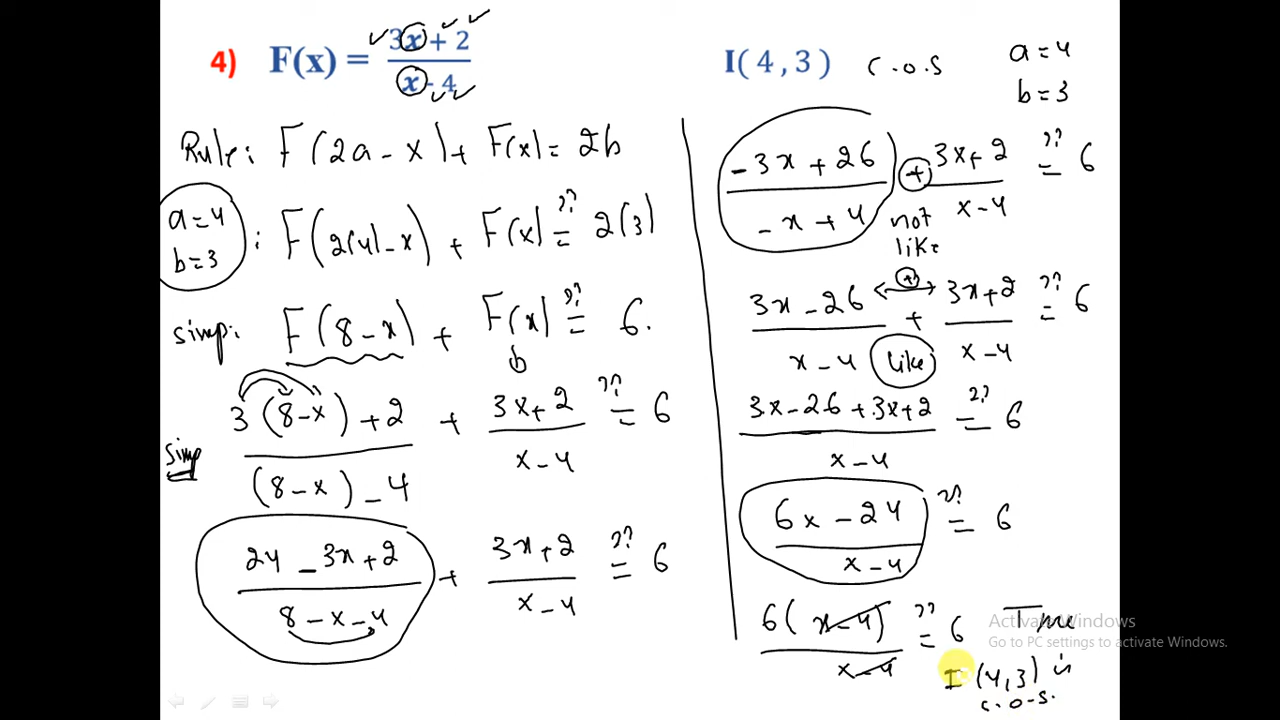 4) F(x) = (3x + 2)/(x - 4)
Rule: F(2a - x) + F(x) = 2b
a = 4
b = 3
: F(2(4) - x) + F(x) ??= 2(3)
simp: F(8 - x) + F(x) ??= 6.
b
3(8 - x) + 2 / (8 - x) - 4 + 3x + 2 / x - 4 ??= 6
Simp
24 - 3x + 2 / 8 - x - 4 + 3x + 2 / x - 4 ??= 6
I( 4 , 3 ) C.O.S
a = 4
b = 3
-3x + 26 / -x + 4 + 3x + 2 / x - 4 ??= 6
not
like
+
3x - 26 / x - 4 + 3x + 2 / x - 4 ??= 6
like
3x - 26 + 3x + 2 / x - 4 ??= 6
6x - 24 / x - 4 ??= 6
6(x - 4) / x - 4 ??= 6 True
Activate Windows
Go to PC settings to activate Windows.
I (4,3) is
C.O.S.